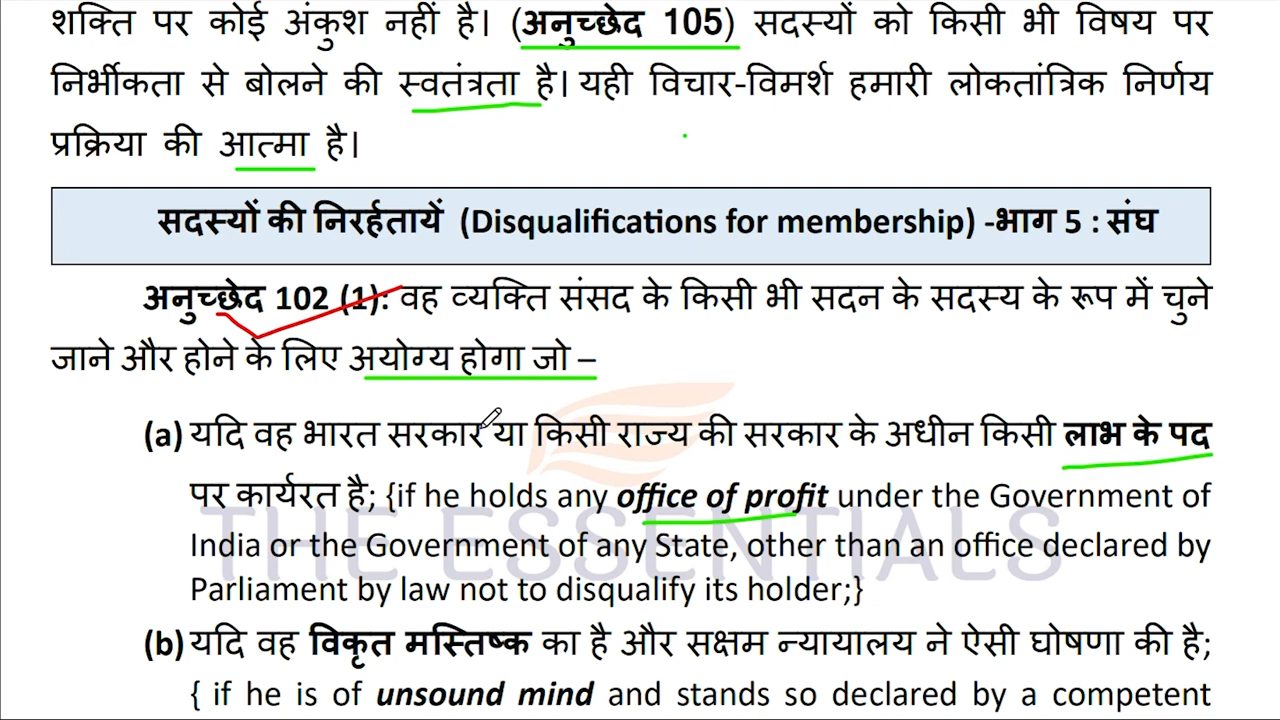 शक्ति पर कोई अंकुश नहीं है। (अनुच्छेद 105) सदस्यों को किसी भी विषय पर
निर्भीकता से बोलने की स्वतंत्रता है। यही विचार-विमर्श हमारी लोकतांत्रिक निर्णय
प्रक्रिया की आत्मा है।
सदस्यों की निरर्हतायें (Disqualifications for membership) -भाग 5 : संघ
अनुच्छेद 102 (1): वह व्यक्ति संसद के किसी भी सदन के सदस्य के रूप में चुने
जाने और होने के लिए अयोग्य होगा जो –
(a) यदि वह भारत सरकार या किसी राज्य की सरकार के अधीन किसी लाभ के पद
पर कार्यरत है; {if he holds any office of profit under the Government of
India or the Government of any State, other than an office declared by
Parliament by law not to disqualify its holder;}
(b) यदि वह विकृत मस्तिष्क का है और सक्षम न्यायालय ने ऐसी घोषणा की है;
{ if he is of unsound mind and stands so declared by a competent
THE ESSENTIALS